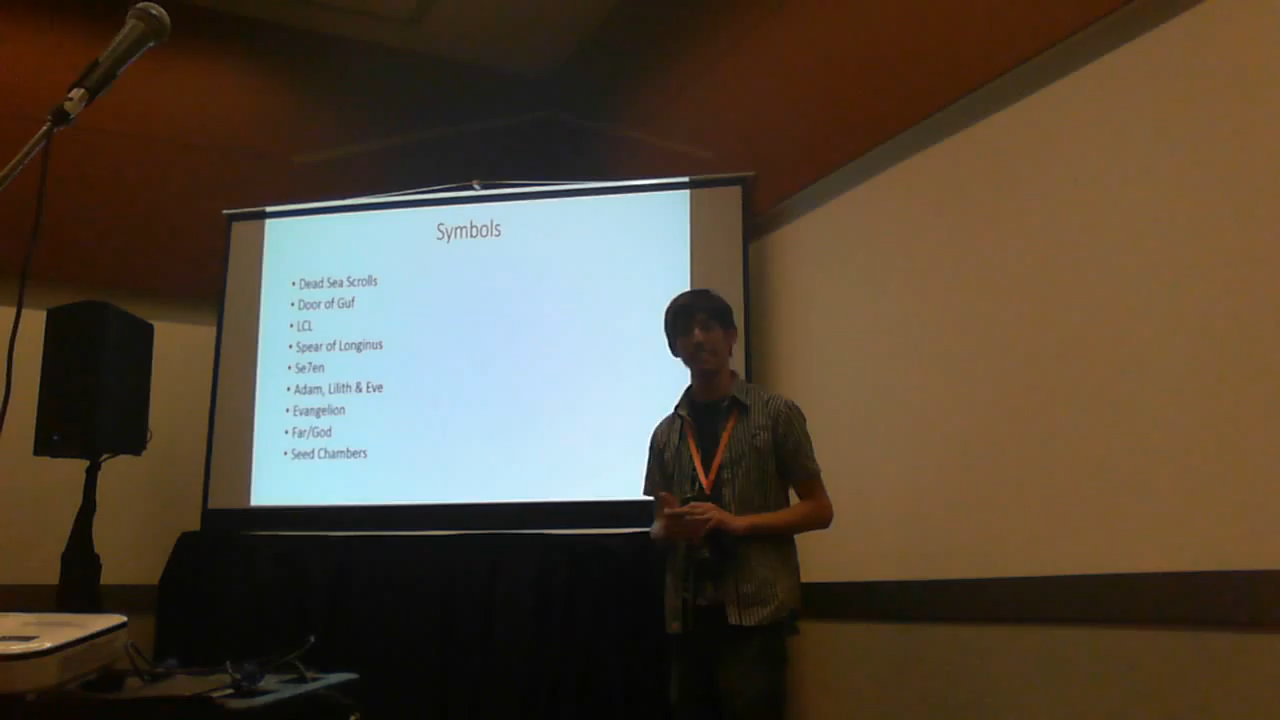 Symbols
• Dead Sea Scrolls
• Door of Guf
• LCL
• Spear of Longinus
• Se7en
• Adam, Lilith & Eve
• Evangelion
• Far/God
• Seed Chambers